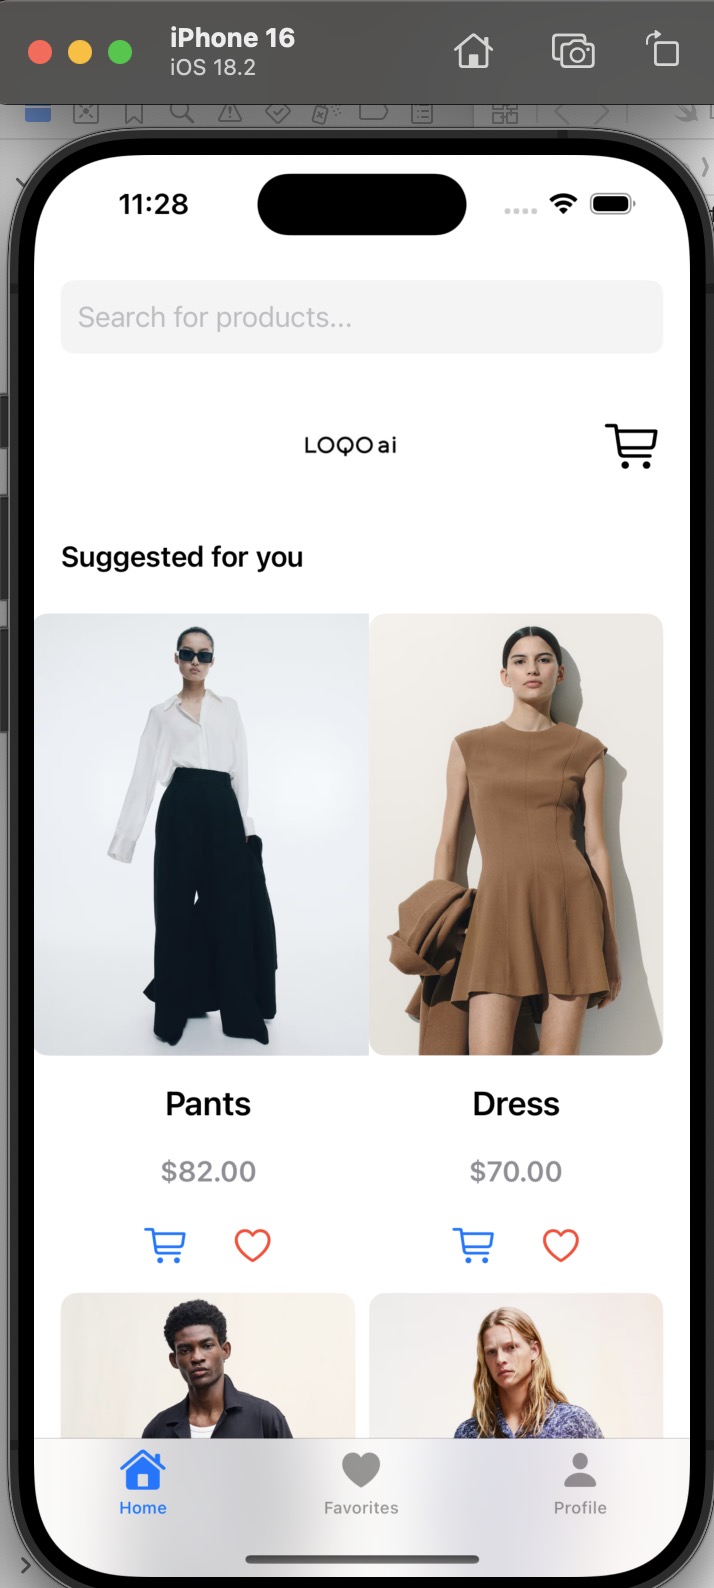 iPhone 16
iOS 18.2
11:28
Search for products...
LOQO ai
Suggested for you
Pants
Dress
$82.00
$70.00
Home
Favorites
Profile